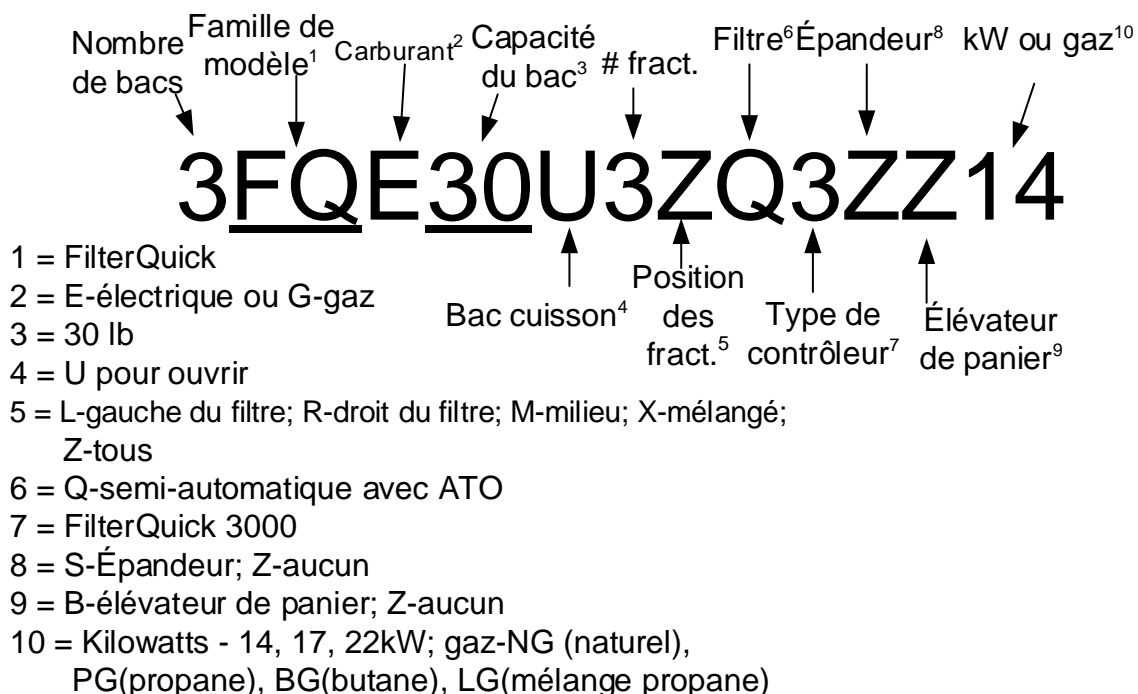 Nombre
de bacs
Famille de
modèle1
Carburant2
Capacité
du bac3
# fract.
Filtre6
Épandeur8
kW ou gaz10
3FQE30U3ZQ3ZZ14
Bac cuisson4
Position
des
fract.5
Type de
contrôleur7
Élévateur
de panier9
1 = FilterQuick
2 = E-électrique ou G-gaz
3 = 30 lb
4 = U pour ouvrir
5 = L-gauche du filtre; R-droit du filtre; M-milieu; X-mélangé;
Z-tous
6 = Q-semi-automatique avec ATO
7 = FilterQuick 3000
8 = S-Épandeur; Z-aucun
9 = B-élévateur de panier; Z-aucun
10 = Kilowatts - 14, 17, 22kW; gaz-NG (naturel),
PG(propane), BG(butane), LG(mélange propane)